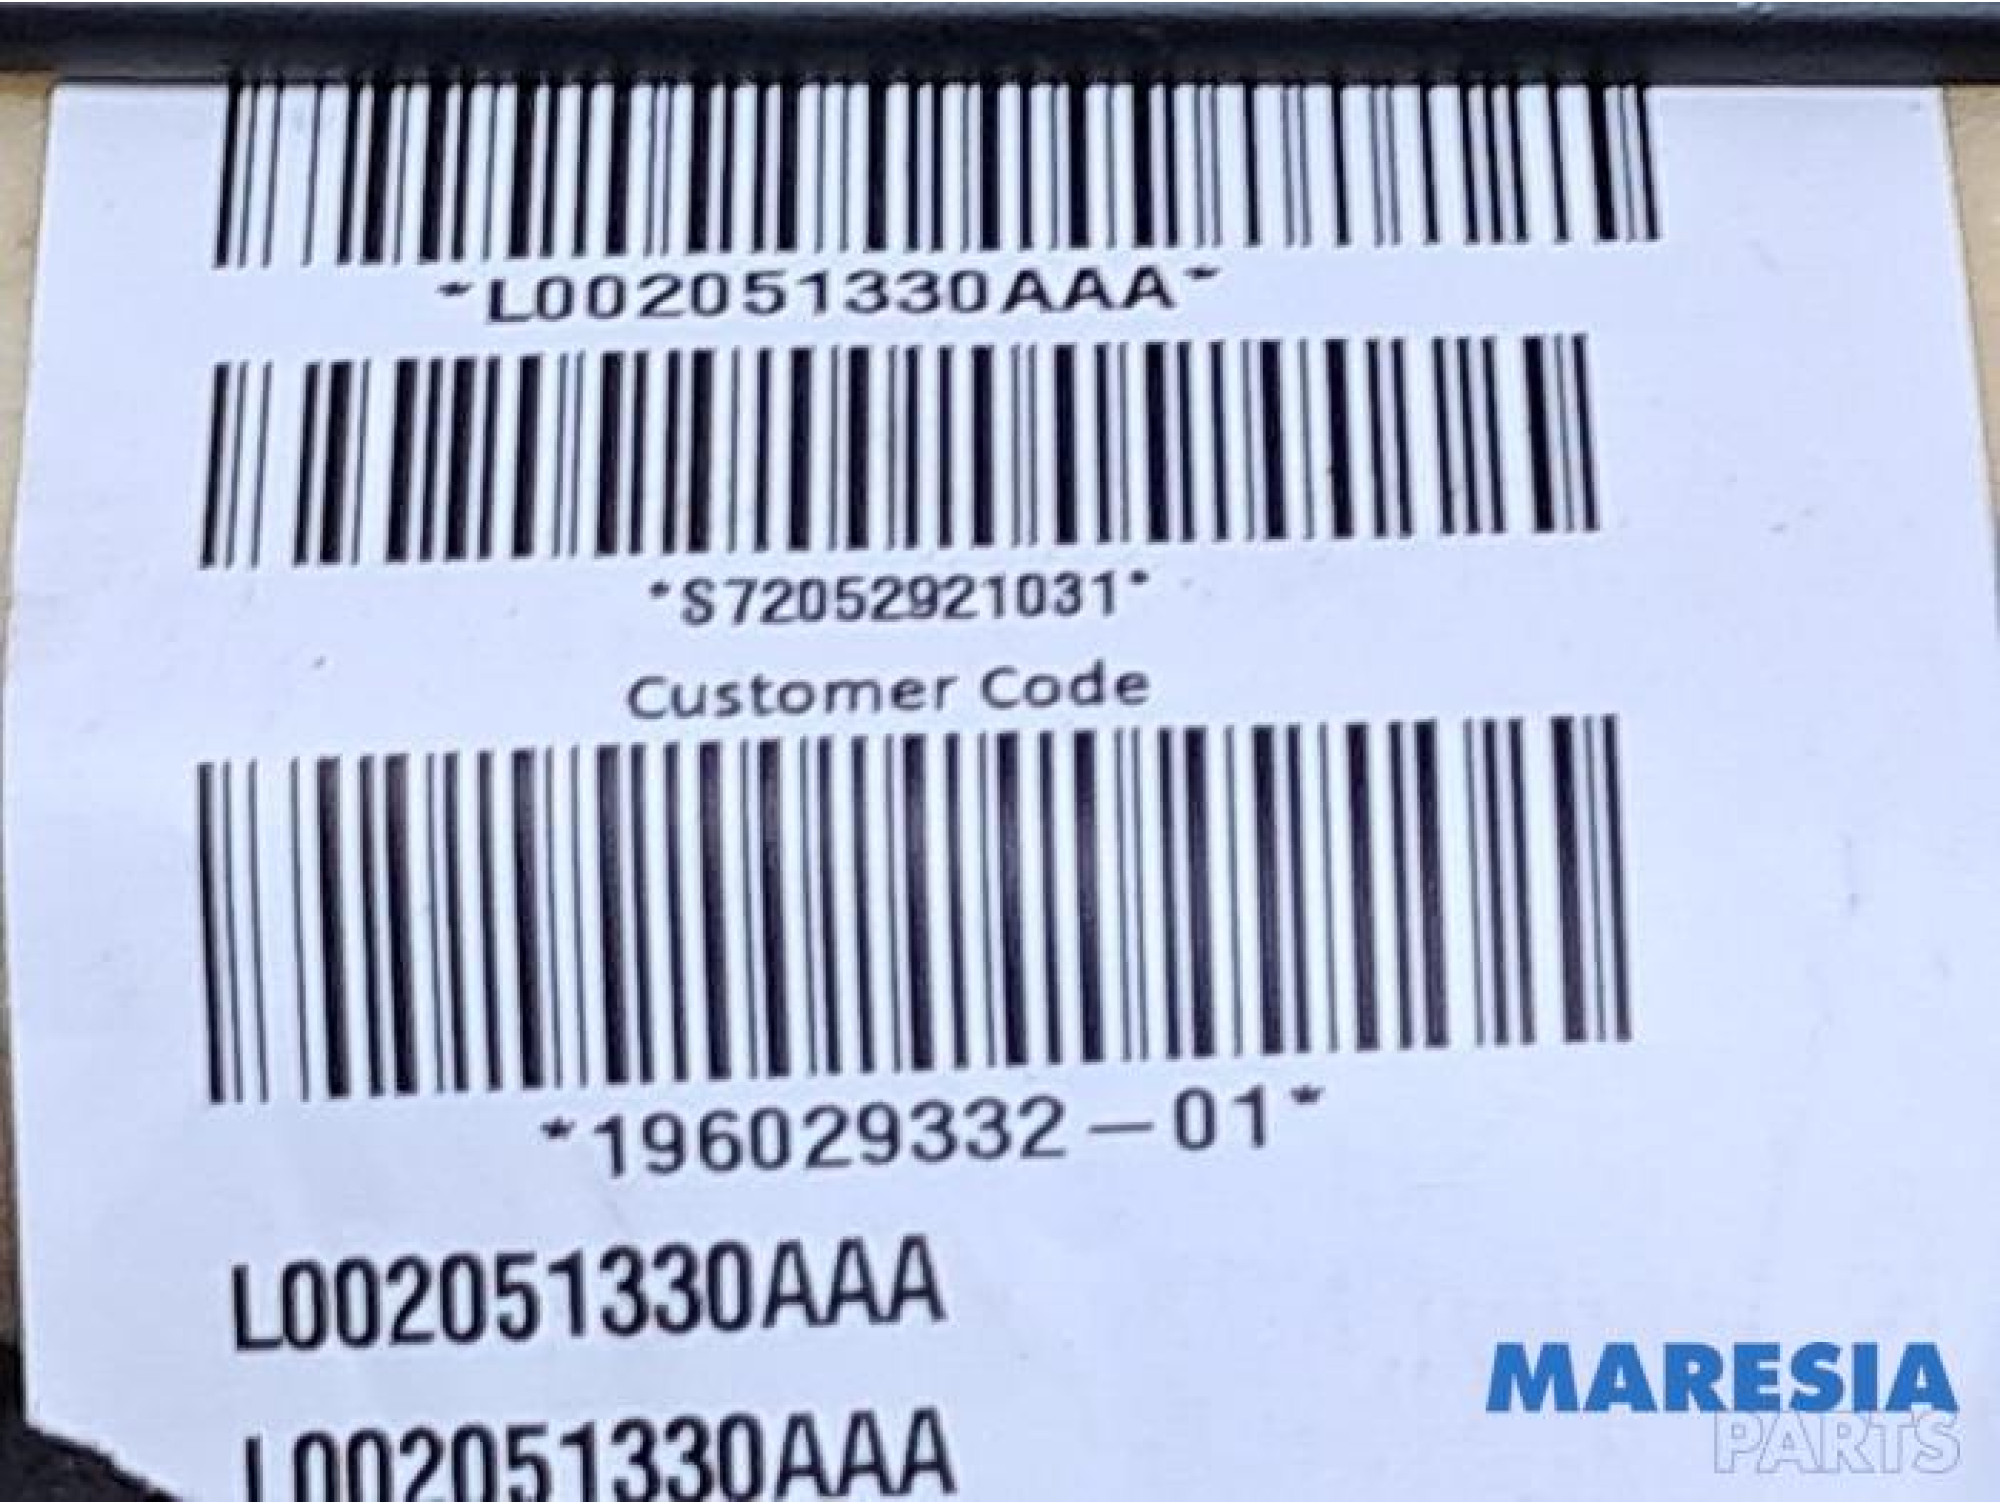 *L002051330AAA*
*S72052921031*
Customer Code
*196029332-01*
L002051330AAA
L002051330AAA
MARESIA
PARTS